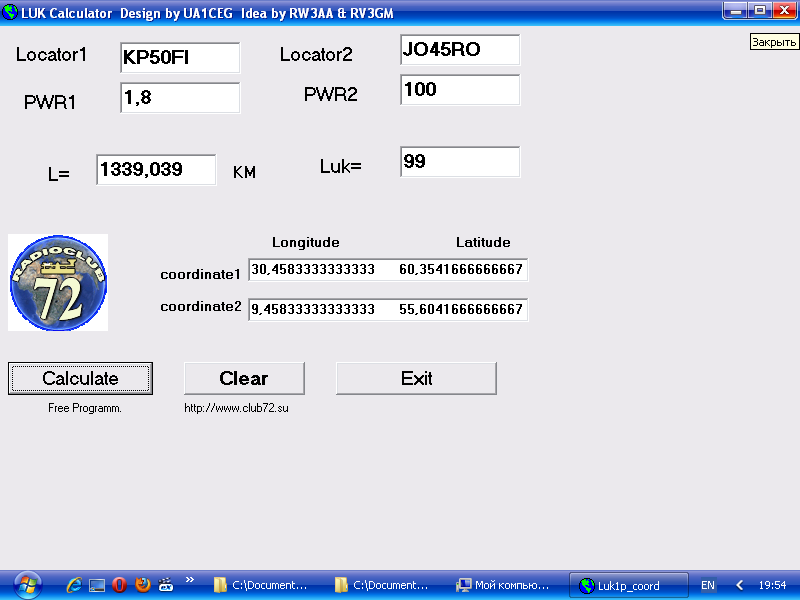 LUK Calculator Design by UA1CEG Idea by RW3AA & RV3GM
Закрыть
Locator1 KP50FI Locator2 JO45RO
PWR1 1,8 PWR2 100
L= 1339,039 KM Luk= 99
Longitude Latitude
coordinate1 30,4583333333333 60,3541666666667
coordinate2 9,45833333333333 55,6041666666667
RADIOCLUB
72
Calculate Clear Exit
Free Programm. http://www.club72.su
C:\Document... C:\Document... Мой компью... Luk1p_coord EN 19:54